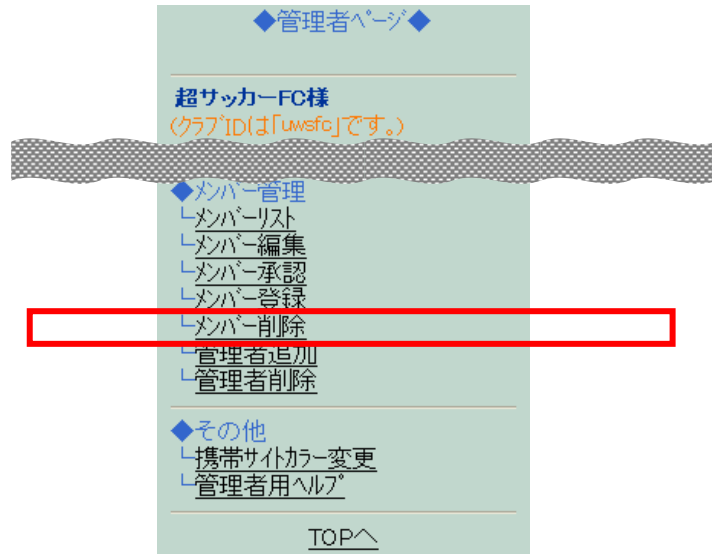 ◆管理者ﾍﾟｰｼﾞ◆
超サッカーFC様
(ｸﾗﾌﾞIDは｢uwsfc｣です｡)
◆ﾒﾝﾊﾞｰ管理
└ﾒﾝﾊﾞｰﾘｽﾄ
└ﾒﾝﾊﾞｰ編集
└ﾒﾝﾊﾞｰ承認
└ﾒﾝﾊﾞｰ登録
└ﾒﾝﾊﾞｰ削除
└管理者追加
└管理者削除
◆その他
└携帯ｻｲﾄｶﾗｰ変更
└管理者用ﾍﾙﾌﾟ
TOPへ